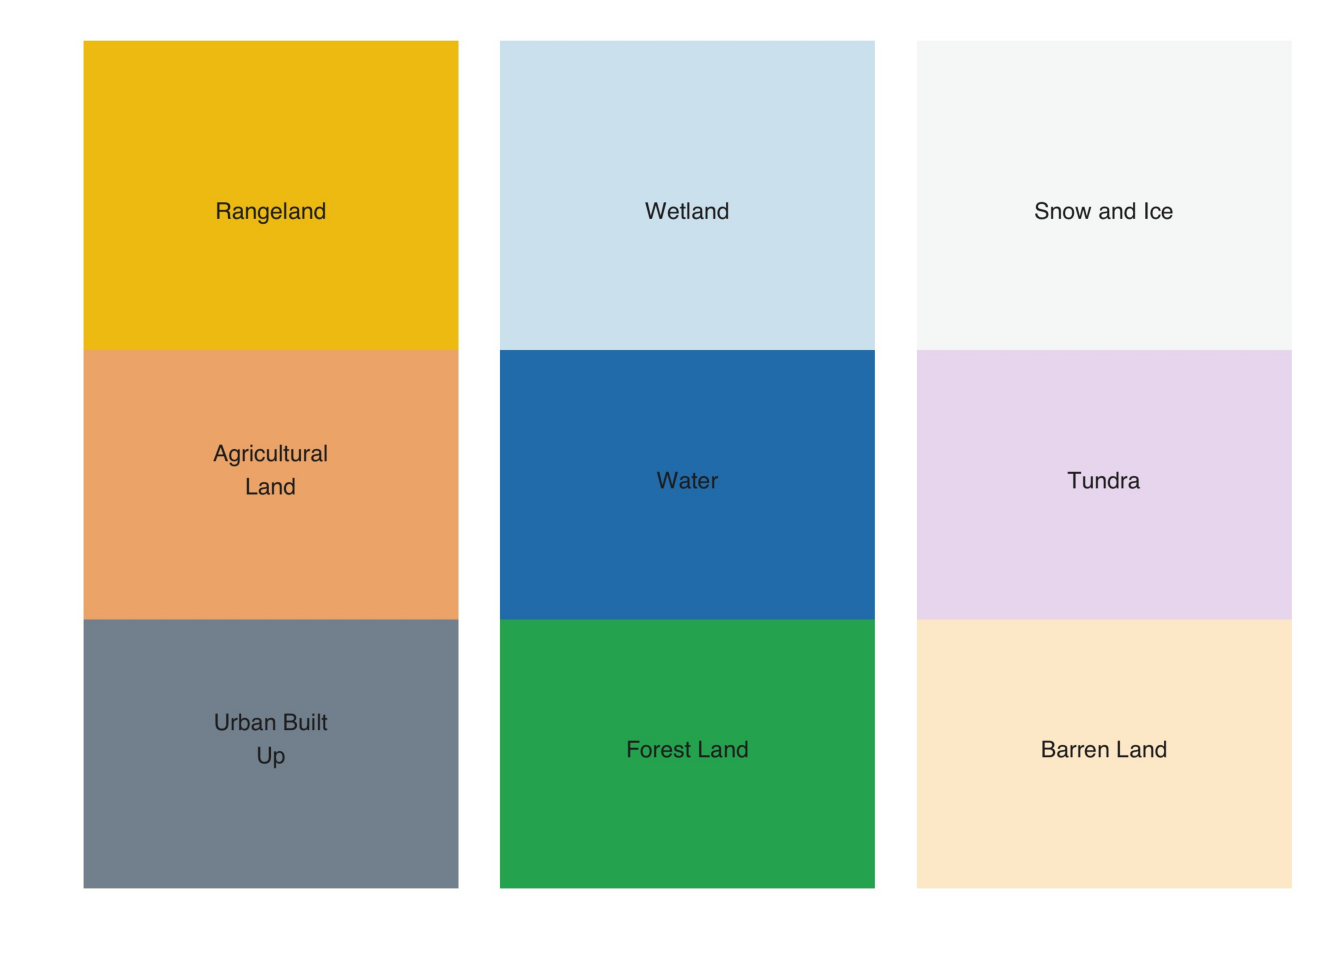 Rangeland
Wetland
Snow and Ice
Agricultural
Land
Water
Tundra
Urban Built
Up
Forest Land
Barren Land